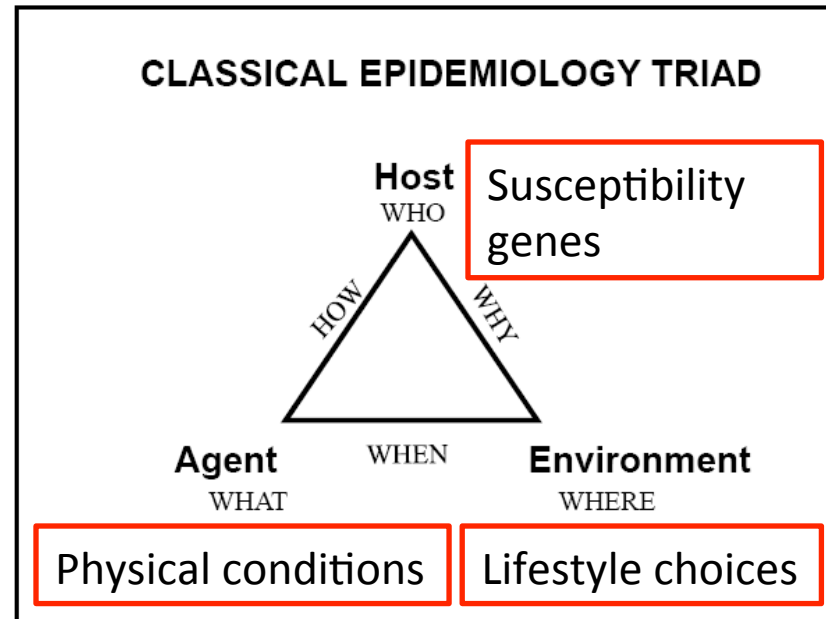 CLASSICAL EPIDEMIOLOGY TRIAD
Host
WHO
Susceptibility
genes
HOW
WHY
Agent
WHEN
Environment
WHAT
WHERE
Physical conditions
Lifestyle choices